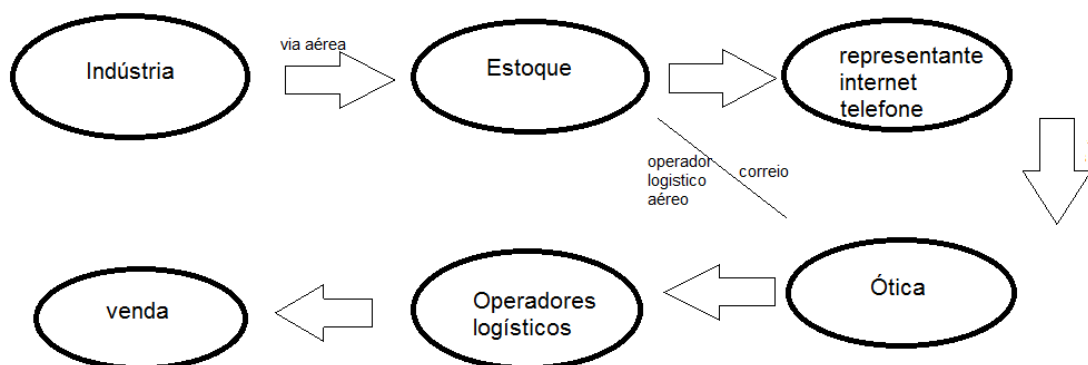 Indústria
via aérea
Estoque
representante
internet
telefone
operador
logistico
aéreo
correio
Ótica
Operadores
logísticos
venda